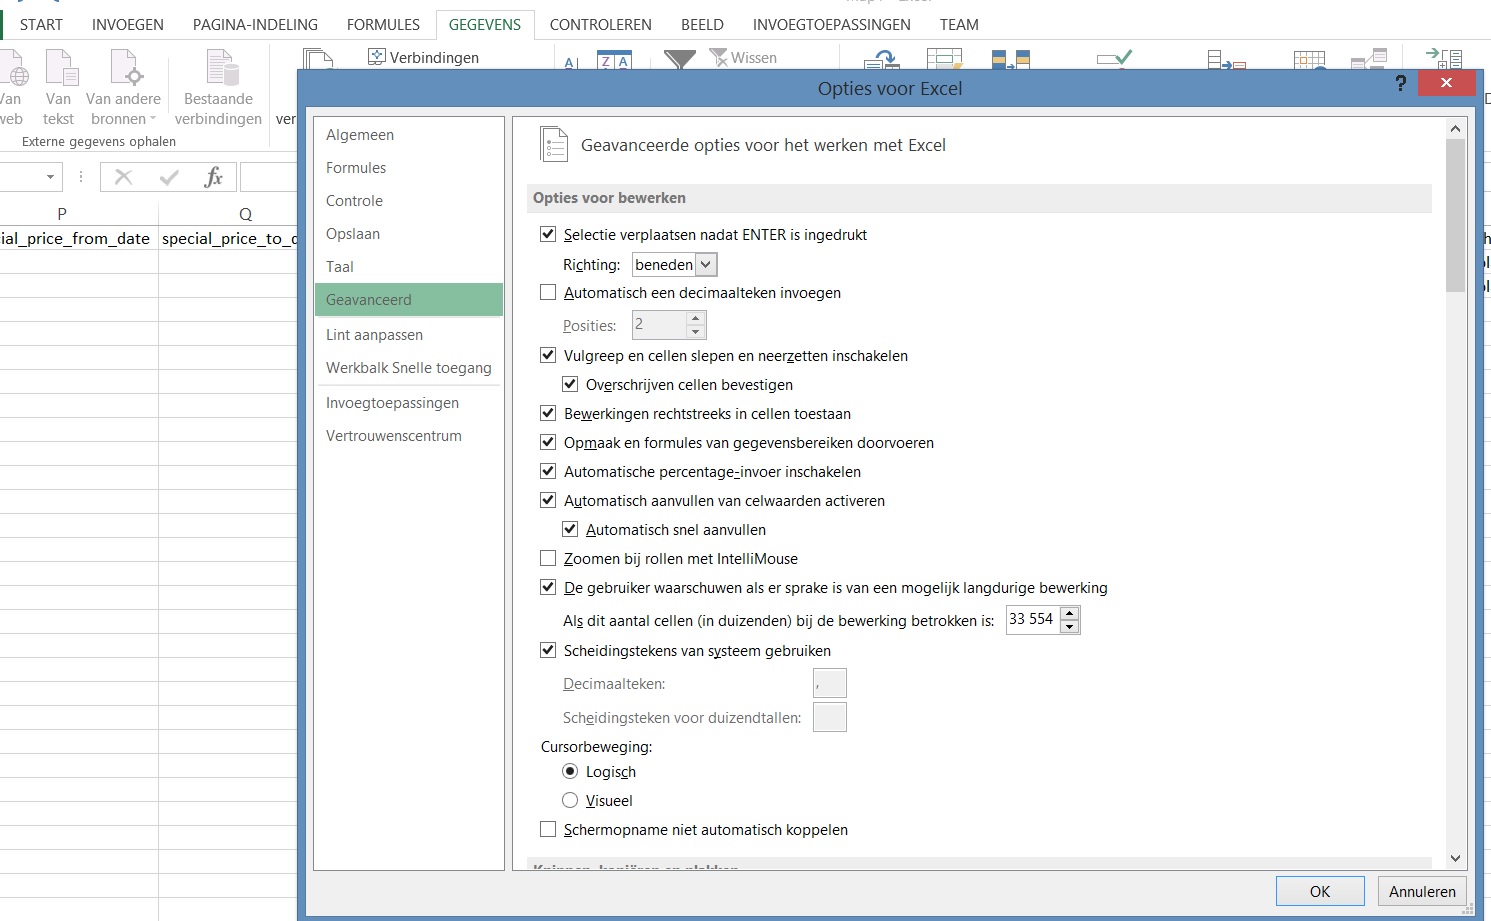 START INVOEGEN PAGINA-INDELING FORMULES GEGEVENS CONTROLEREN BEELD INVOEGTOEPASSINGEN TEAM
Verbindingen
Wissen
Van Van Van andere Bestaande
web tekst bronnen verbindingen ver
Externe gegevens ophalen
Opties voor Excel
?
fx
P Q
ial_price_from_date special_price_to_d
Algemeen
Formules
Controle
Opslaan
Taal
Geavanceerd
Lint aanpassen
Werkbalk Snelle toegang
Invoegtoepassingen
Vertrouwenscentrum
Geavanceerde opties voor het werken met Excel
Opties voor bewerken
Selectie verplaatsen nadat ENTER is ingedrukt
Richting: beneden
Automatisch een decimaalteken invoegen
Posities: 2
Vulgreep en cellen slepen en neerzetten inschakelen
Overschrijven cellen bevestigen
Bewerkingen rechtstreeks in cellen toestaan
Opmaak en formules van gegevensbereiken doorvoeren
Automatische percentage-invoer inschakelen
Automatisch aanvullen van celwaarden activeren
Automatisch snel aanvullen
Zoomen bij rollen met IntelliMouse
De gebruiker waarschuwen als er sprake is van een mogelijk langdurige bewerking
Als dit aantal cellen (in duizenden) bij de bewerking betrokken is: 33 554
Scheidingstekens van systeem gebruiken
Decimaalteken: ,
Scheidingsteken voor duizendtallen:
Cursorbeweging:
Logisch
Visueel
Schermopname niet automatisch koppelen
Knippen, kopiëren en plakken
OK Annuleren